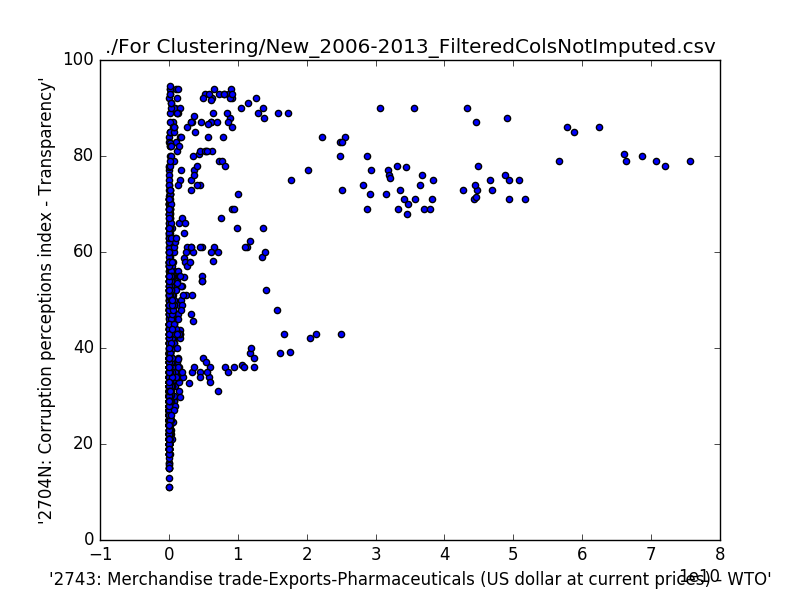 ./For Clustering/New_2006-2013_FilteredColsNotImputed.csv
100
80
60
40
20
0
'2704N: Corruption perceptions index - Transparency'
−1 0 1 2 3 4 5 6 7 8
1e10
'2743: Merchandise trade-Exports-Pharmaceuticals (US dollar at current prices) - WTO'